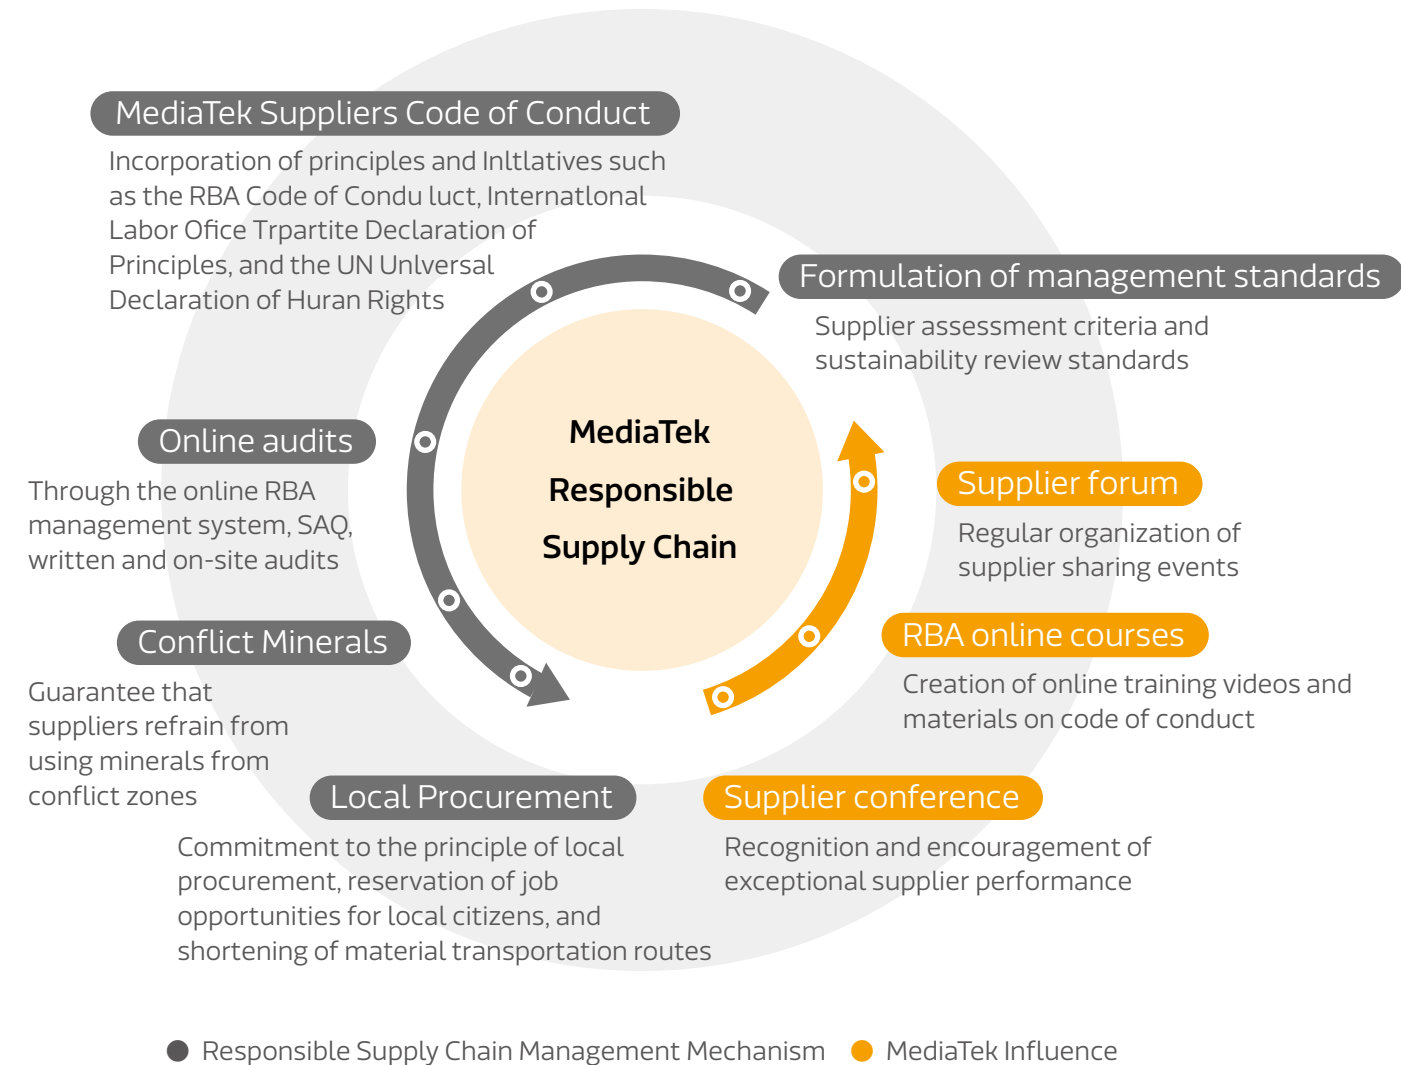 MediaTek Suppliers Code of Conduct
Incorporation of principles and Inltlatives such
as the RBA Code of Condu luct, Internatlonal
Labor Ofice Trpartite Declaration of
Principles, and the UN Unlversal
Declaration of Huran Rights
Formulation of management standards
Supplier assessment criteria and
sustainability review standards
MediaTek
Responsible
Supply Chain
Online audits
Through the online RBA
management system, SAQ,
written and on-site audits
Supplier forum
Regular organization of
supplier sharing events
Conflict Minerals
Guarantee that
suppliers refrain from
using minerals from
conflict zones
RBA online courses
Creation of online training videos and
materials on code of conduct
Local Procurement
Commitment to the principle of local
procurement, reservation of job
opportunities for local citizens, and
shortening of material transportation routes
Supplier conference
Recognition and encouragement of
exceptional supplier performance
Responsible Supply Chain Management Mechanism
MediaTek Influence